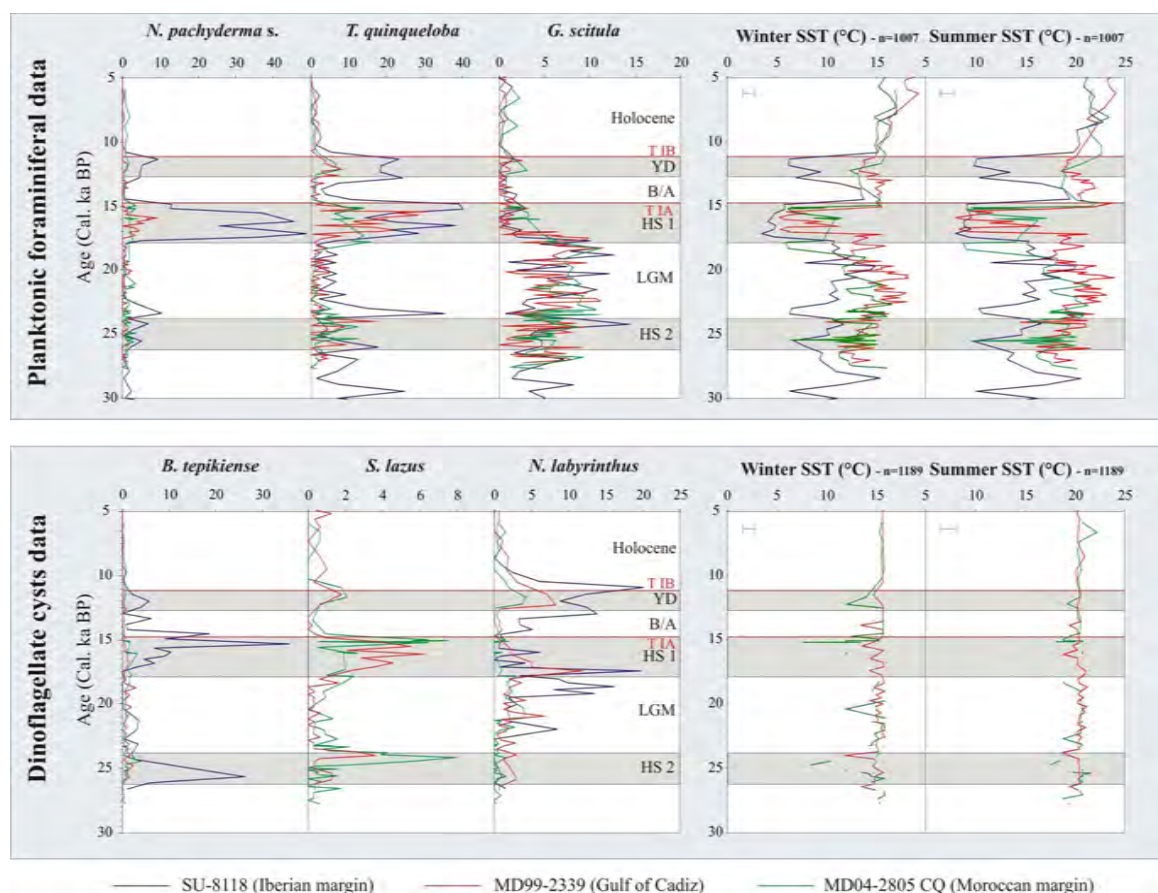 N. pachyderma s. T. quinqueloba G. scitula Winter SST (°C) - n=1007 Summer SST (°C) - n=1007
0 10 20 30 40 0 10 20 30 40 0 5 10 15 20 0 5 10 15 5 10 15 20 25
5
Holocene
10
T IB
YD
B/A
15
T IA
HS 1
20
LGM
25
HS 2
30
Age (Cal. ka BP)
Planktonic foraminiferal data
B. tepikiense S. lazus N. labyrinthus Winter SST (°C) - n=1189 Summer SST (°C) - n=1189
0 10 20 30 0 2 4 6 8 0 5 10 15 20 0 10 15 5 10 15 20 25
5
Holocene
10
T IB
YD
B/A
15
T IA
HS 1
20
LGM
25
HS 2
30
Age (Cal. ka BP)
Dinoflagellate cysts data
SU-8118 (Iberian margin) MD99-2339 (Gulf of Cadiz) MD04-2805 CQ (Moroccan margin)